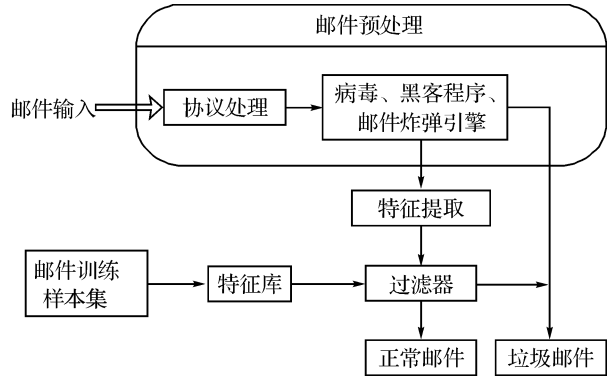 邮件预处理
邮件输入
协议处理
病毒、黑客程序、
邮件炸弹引擎
特征提取
邮件训练
样本集
特征库
过滤器
正常邮件
垃圾邮件